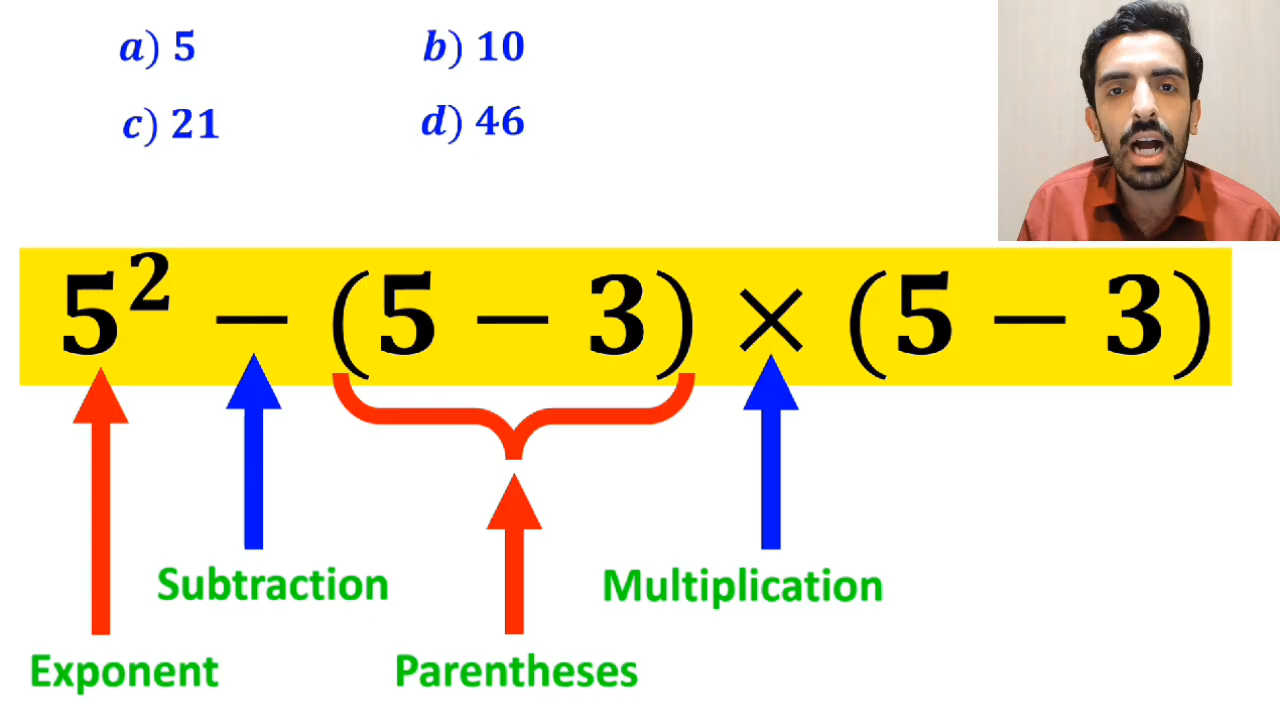 a) 5 b) 10
c) 21 d) 46
5² − (5 − 3) × (5 − 3)
Subtraction Multiplication
Exponent Parentheses